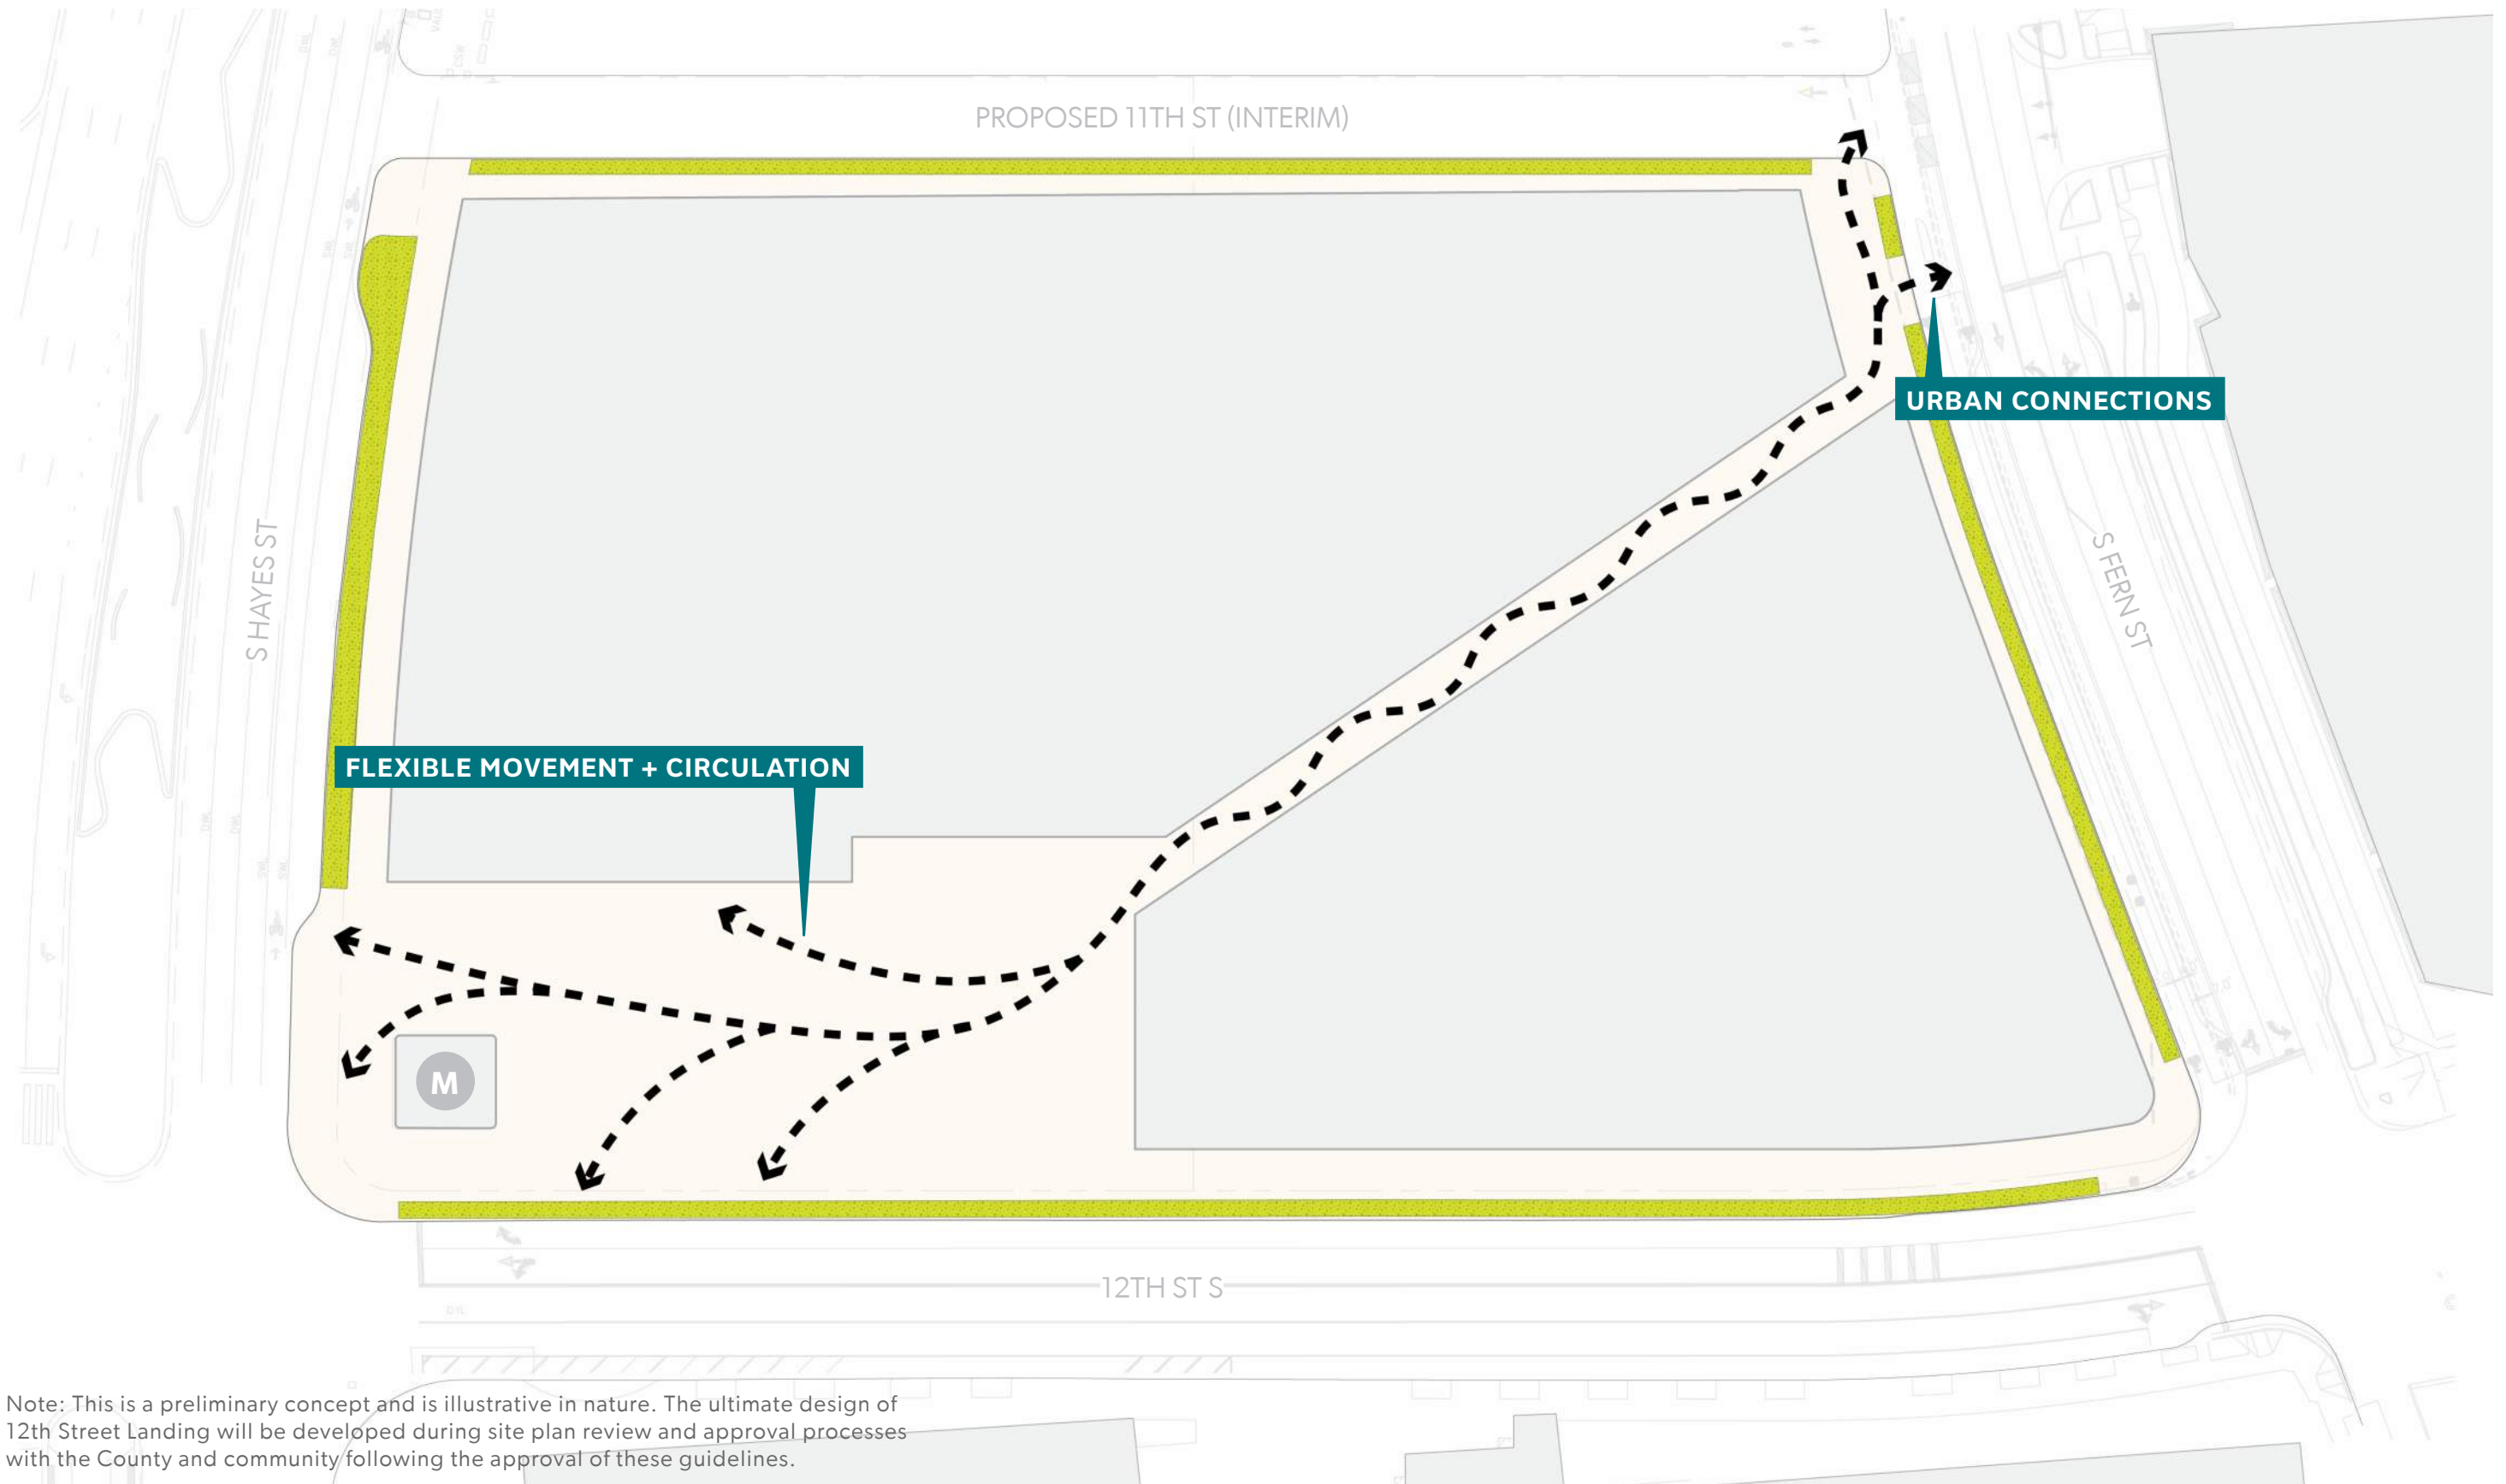 PROPOSED 11TH ST (INTERIM)
URBAN CONNECTIONS
S HAYES ST
S FERN ST
FLEXIBLE MOVEMENT + CIRCULATION
M
12TH ST S
Note: This is a preliminary concept and is illustrative in nature. The ultimate design of
12th Street Landing will be developed during site plan review and approval processes
with the County and community following the approval of these guidelines.